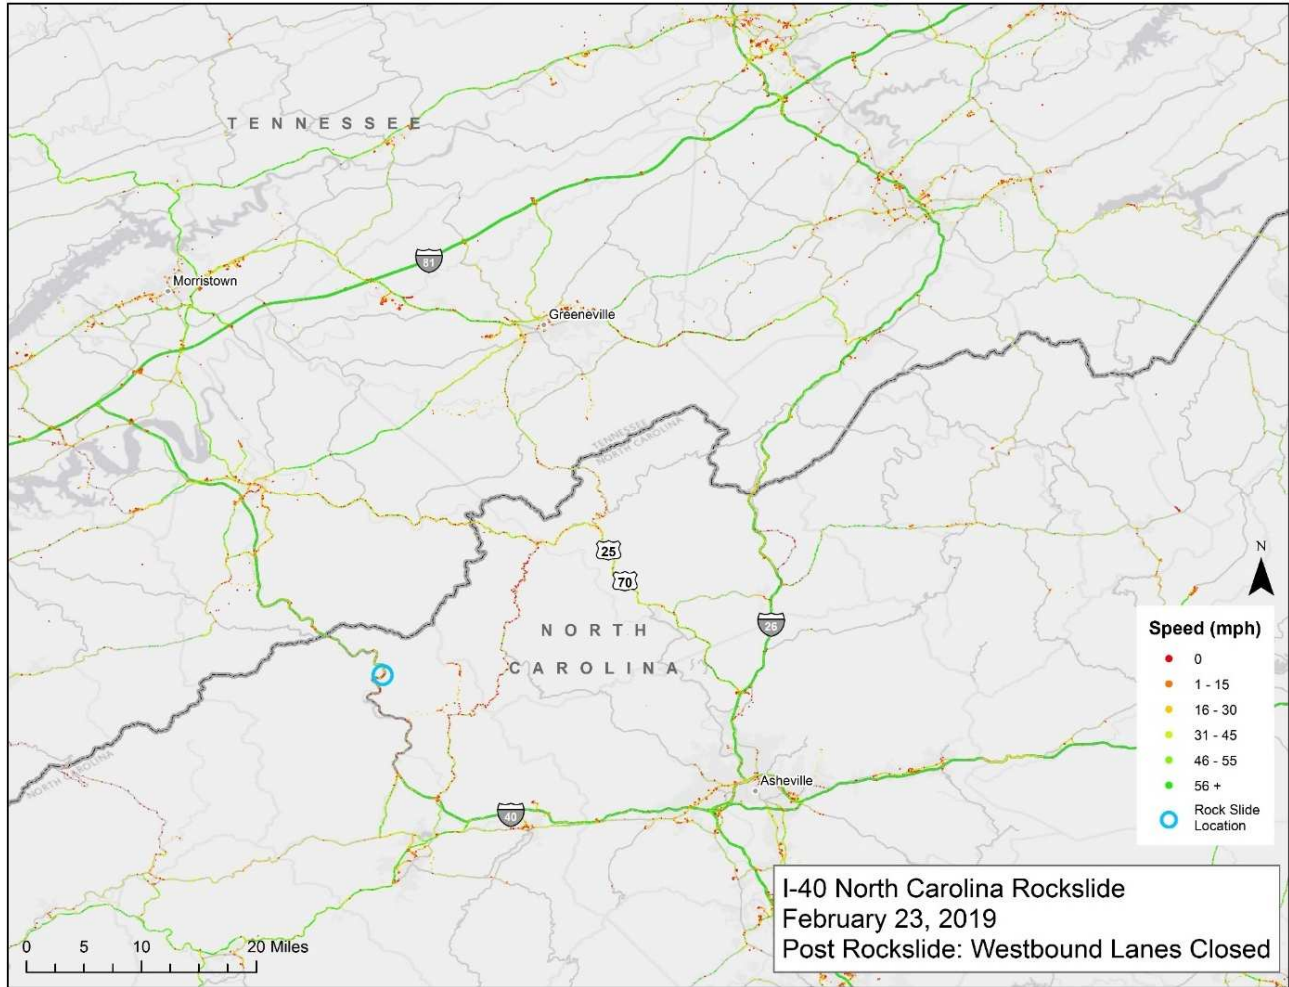 TENNESSEE
81
Morristown
Greeneville
TENNESSEE
NORTH CAROLINA
25
70
N
NORTH
CAROLINA
26
Speed (mph)
0
1 - 15
16 - 30
31 - 45
46 - 55
56 +
Rock Slide
Location
NORTH CAROLINA
Asheville
40
I-40 North Carolina Rockslide
February 23, 2019
Post Rockslide: Westbound Lanes Closed
0 5 10 20 Miles